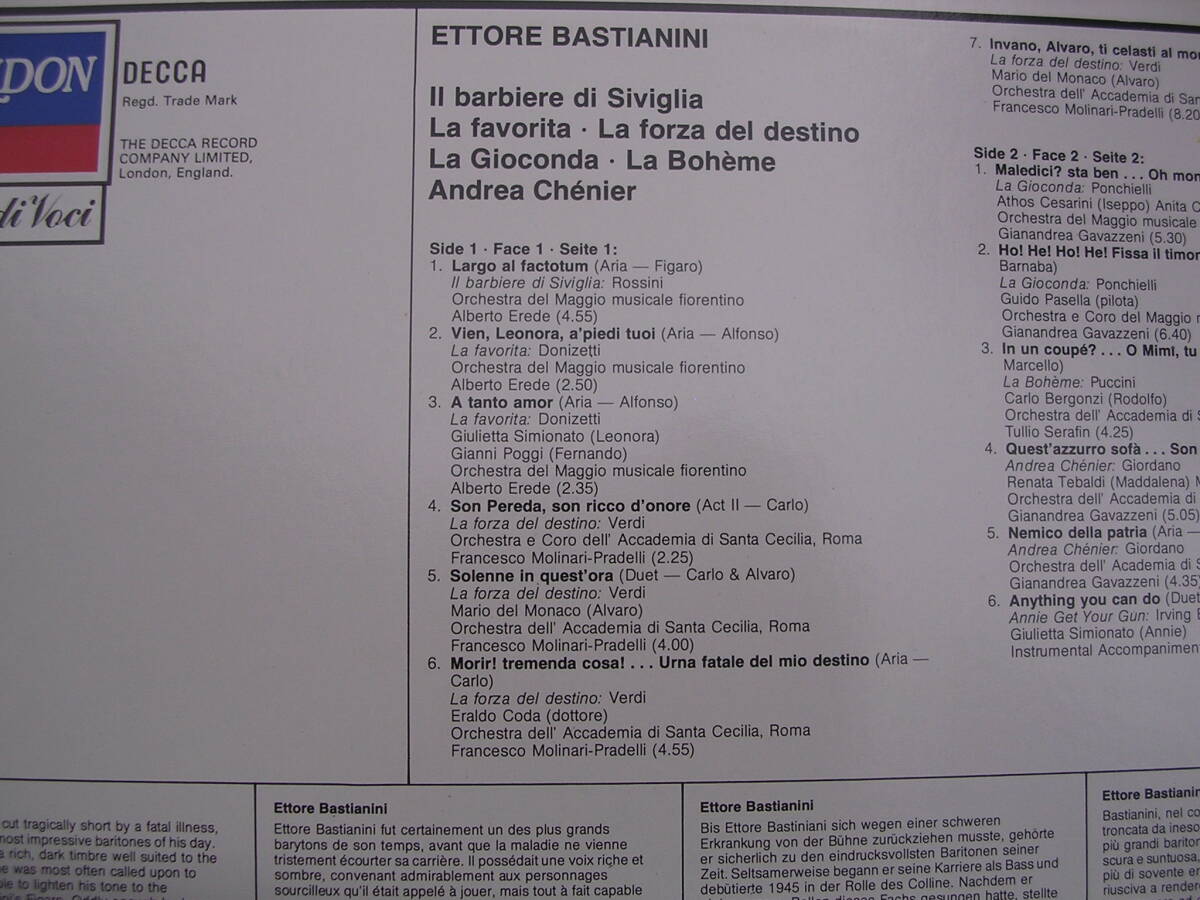 DECCA
Regd. Trade Mark
THE DECCA RECORD
COMPANY LIMITED,
London, England.
di Voci
ETTORE BASTIANINI
Il barbiere di Siviglia
La favorita · La forza del destino
La Gioconda · La Bohème
Andrea Chénier
Side 1 · Face 1 · Seite 1:
1. Largo al factotum (Aria — Figaro)
Il barbiere di Siviglia: Rossini
Orchestra del Maggio musicale fiorentino
Alberto Erede (4.55)
2. Vien, Leonora, a'piedi tuoi (Aria — Alfonso)
La favorita: Donizetti
Orchestra del Maggio musicale fiorentino
Alberto Erede (2.50)
3. A tanto amor (Aria — Alfonso)
La favorita: Donizetti
Giulietta Simionato (Leonora)
Gianni Poggi (Fernando)
Orchestra del Maggio musicale fiorentino
Alberto Erede (2.35)
4. Son Pereda, son ricco d'onore (Act II — Carlo)
La forza del destino: Verdi
Orchestra e Coro dell' Accademia di Santa Cecilia, Roma
Francesco Molinari-Pradelli (2.25)
5. Solenne in quest'ora (Duet — Carlo & Alvaro)
La forza del destino: Verdi
Mario del Monaco (Alvaro)
Orchestra dell' Accademia di Santa Cecilia, Roma
Francesco Molinari-Pradelli (4.00)
6. Morir! tremenda cosa! . . . Urna fatale del mio destino (Aria —
Carlo)
La forza del destino: Verdi
Eraldo Coda (dottore)
Orchestra dell' Accademia di Santa Cecilia, Roma
Francesco Molinari-Pradelli (4.55)
7. Invano, Alvaro, ti celasti al
La forza del destino: Verdi
Mario del Monaco (Alvaro)
Orchestra dell' Accademia di
Francesco Molinari-Pradelli (8.20
Side 2 · Face 2 · Seite 2:
1. Maledici? sta ben . . . Oh
La Gioconda: Ponchielli
Athos Cesarini (Iseppo) Anita
Orchestra del Maggio musicale
Gianandrea Gavazzeni (5.30)
2. Ho! He! Ho! He! Fissa il
Barnaba)
La Gioconda: Ponchielli
Guido Pasella (pilota)
Orchestra e Coro del Maggio
Gianandrea Gavazzeni (6.40)
3. In un coupé? . . . O Mimì, tu
Marcello)
La Bohème: Puccini
Carlo Bergonzi (Rodolfo)
Orchestra dell' Accademia di
Tullio Serafin (4.25)
4. Quest'azzurro sofà . . . Son
Andrea Chénier: Giordano
Renata Tebaldi (Maddalena)
Orchestra dell' Accademia di
Gianandrea Gavazzeni (5.05)
5. Nemico della patria (Aria —
Andrea Chénier: Giordano
Orchestra dell' Accademia di
Gianandrea Gavazzeni (4.35)
6. Anything you can do (Duet
Annie Get Your Gun: Irving
Giulietta Simionato (Annie)
Instrumental
cut tragically short by a fatal illness,
most impressive baritones of his day.
rich, dark timbre well suited to the
was most often called upon to
to lighten his tone to the
Ettore Bastianini
Ettore Bastianini fut certainement un des plus grands
barytons de son temps, avant que la maladie ne vienne
tristement écourter sa carrière. Il possédait une voix riche et
sombre, convenant admirablement aux personnages
sourcilleux qu'il était appelé à jouer, mais tout à fait capable
Ettore Bastianini
Bis Ettore Bastiniani sich wegen einer schweren
Erkrankung von der Bühne zurückziehen musste, gehörte
er sicherlich zu den eindrucksvollsten Baritonen seiner
Zeit. Seltsamerweise begann er seine Karriere als Bass und
debütierte 1945 in der Rolle des Colline. Nachdem er
Rollen dieses Fachs gesungen hatte, stellte
Ettore Bastianini
Bastianini, nel
troncata da
più grandi
scura e suntuosa,
più di sovente
riusciva a